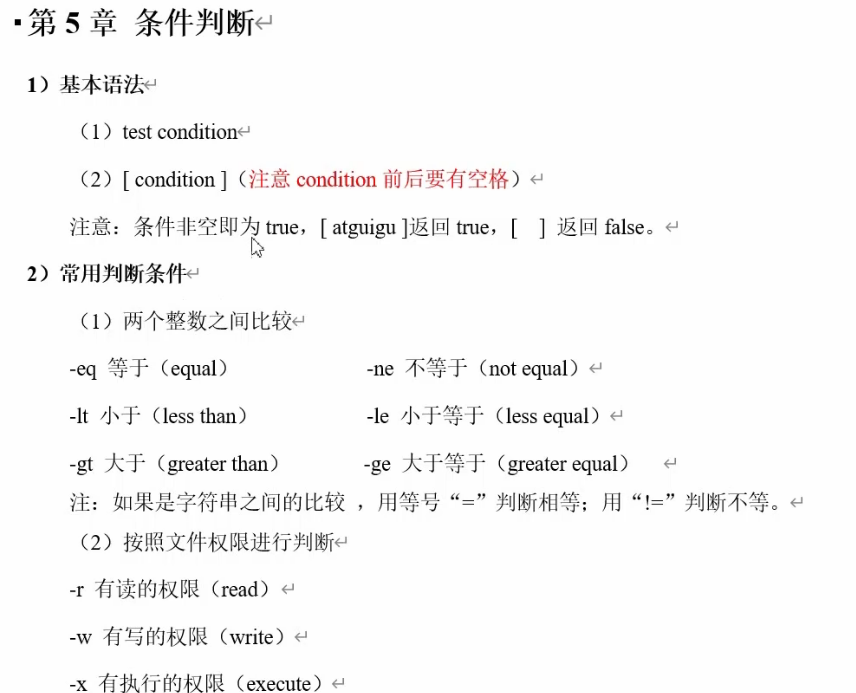 第 5 章 条件判断
1）基本语法
（1）test condition
（2）[ condition ]（注意 condition 前后要有空格）
注意：条件非空即为 true，[ atguigu ]返回 true，[ ] 返回 false。
2）常用判断条件
（1）两个整数之间比较
-eq 等于（equal） -ne 不等于（not equal）
-lt 小于（less than） -le 小于等于（less equal）
-gt 大于（greater than） -ge 大于等于（greater equal）
注：如果是字符串之间的比较 ，用等号“=”判断相等；用“!=”判断不等。
（2）按照文件权限进行判断
-r 有读的权限（read）
-w 有写的权限（write）
-x 有执行的权限（execute）